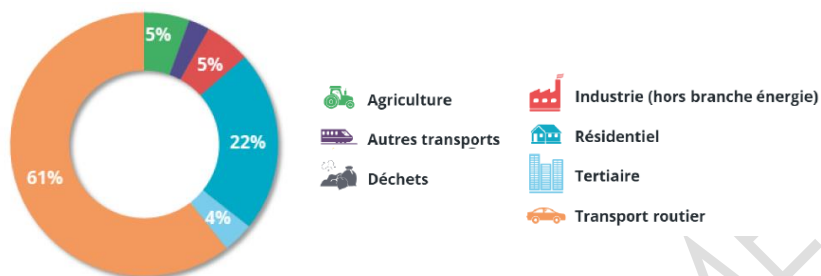 5%
5%
22%
4%
61%
Agriculture
Autres transports
Déchets
Industrie (hors branche énergie)
Résidentiel
Tertiaire
Transport routier